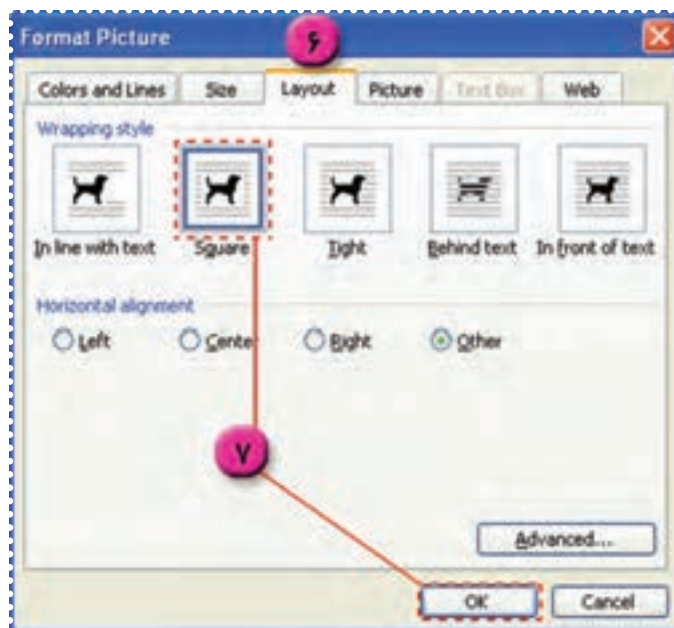 Format Picture
۶
Colors and Lines Size Layout Picture Text Box Web
Wrapping style
In line with text Square Tight Behind text In front of text
Horizontal alignment
Left Center Right Other
۷
Advanced...
OK Cancel